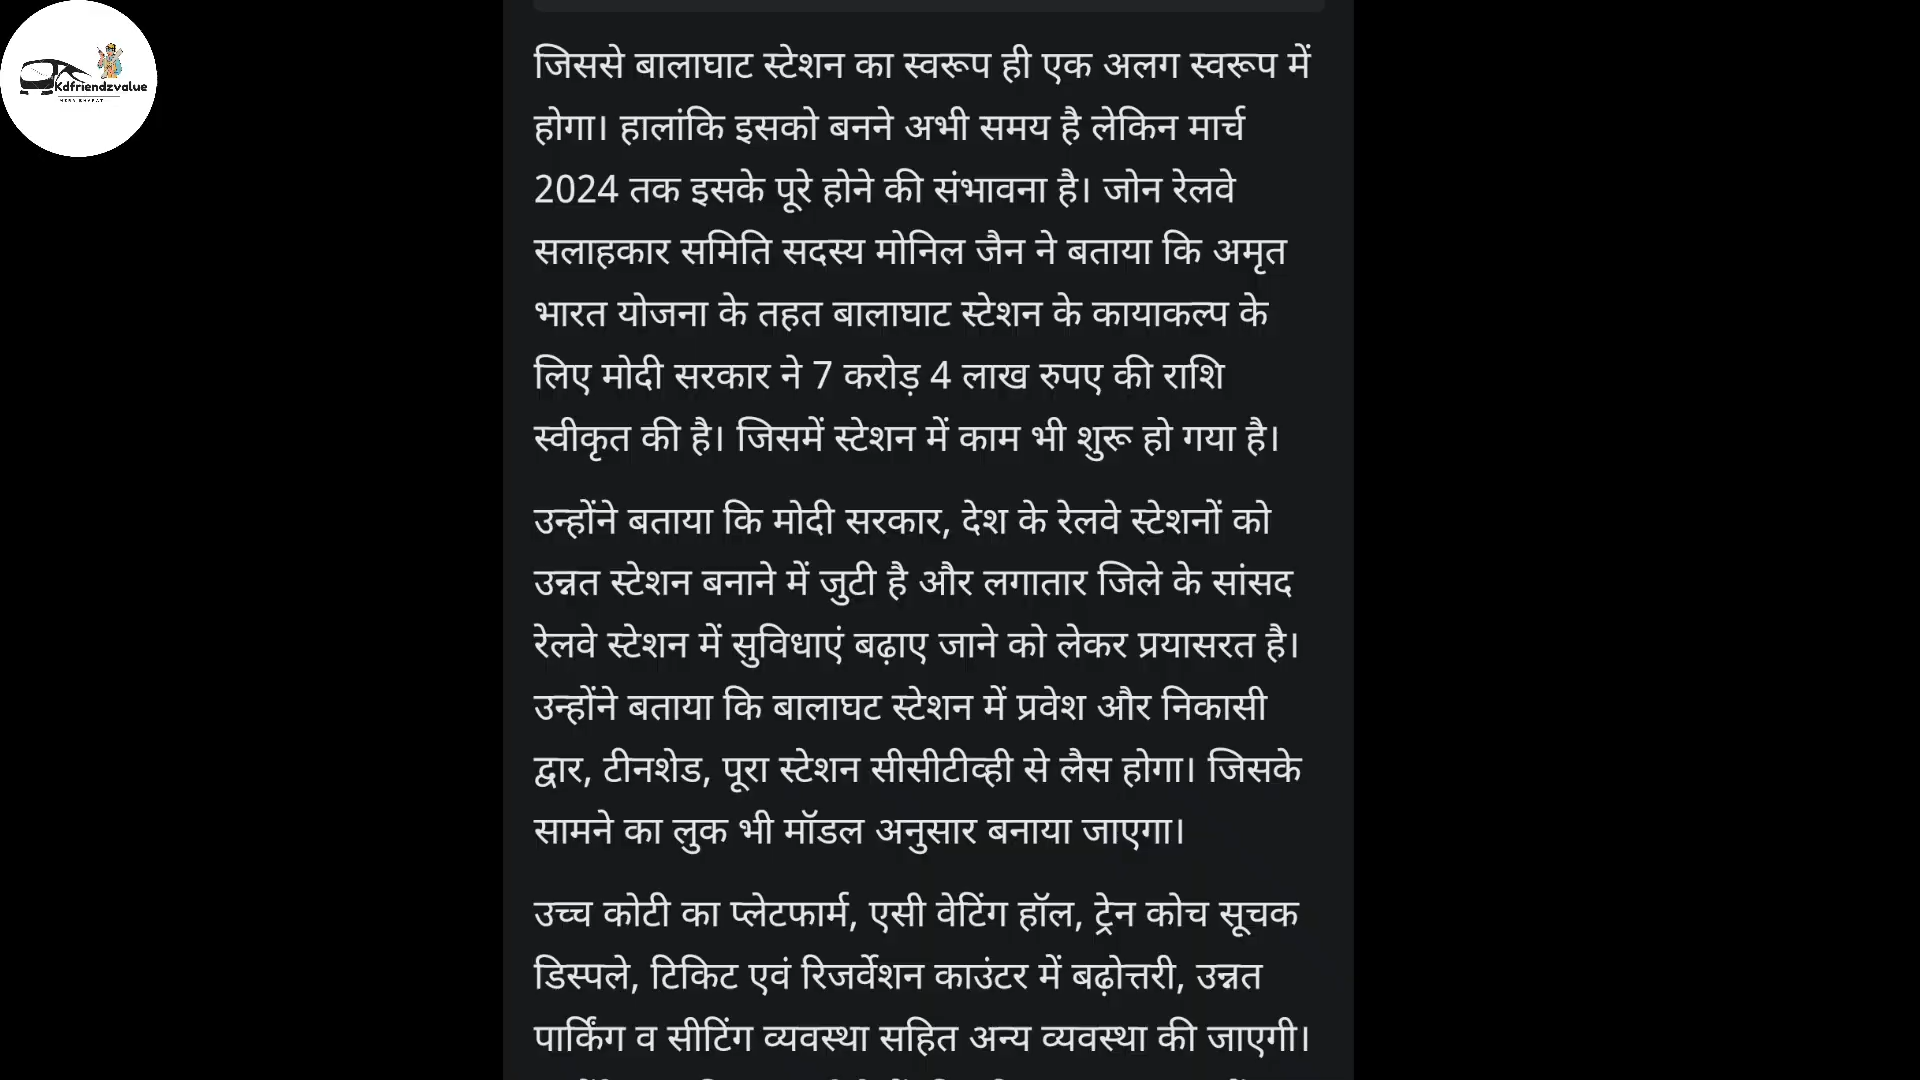 Kdfriendzvalue
MERA BHARAT
जिससे बालाघाट स्टेशन का स्वरूप ही एक अलग स्वरूप में
होगा। हालांकि इसको बनने अभी समय है लेकिन मार्च
2024 तक इसके पूरे होने की संभावना है। जोन रेलवे
सलाहकार समिति सदस्य मोनिल जैन ने बताया कि अमृत
भारत योजना के तहत बालाघाट स्टेशन के कायाकल्प के
लिए मोदी सरकार ने 7 करोड़ 4 लाख रुपए की राशि
स्वीकृत की है। जिसमें स्टेशन में काम भी शुरू हो गया है।
उन्होंने बताया कि मोदी सरकार, देश के रेलवे स्टेशनों को
उन्नत स्टेशन बनाने में जुटी है और लगातार जिले के सांसद
रेलवे स्टेशन में सुविधाएं बढ़ाए जाने को लेकर प्रयासरत है।
उन्होंने बताया कि बालाघट स्टेशन में प्रवेश और निकासी
द्वार, टीनशेड, पूरा स्टेशन सीसीटीव्ही से लैस होगा। जिसके
सामने का लुक भी मॉडल अनुसार बनाया जाएगा।
उच्च कोटी का प्लेटफार्म, एसी वेटिंग हॉल, ट्रेन कोच सूचक
डिस्पले, टिकिट एवं रिजर्वेशन काउंटर में बढ़ोत्तरी, उन्नत
पार्किंग व सीटिंग व्यवस्था सहित अन्य व्यवस्था की जाएगी।